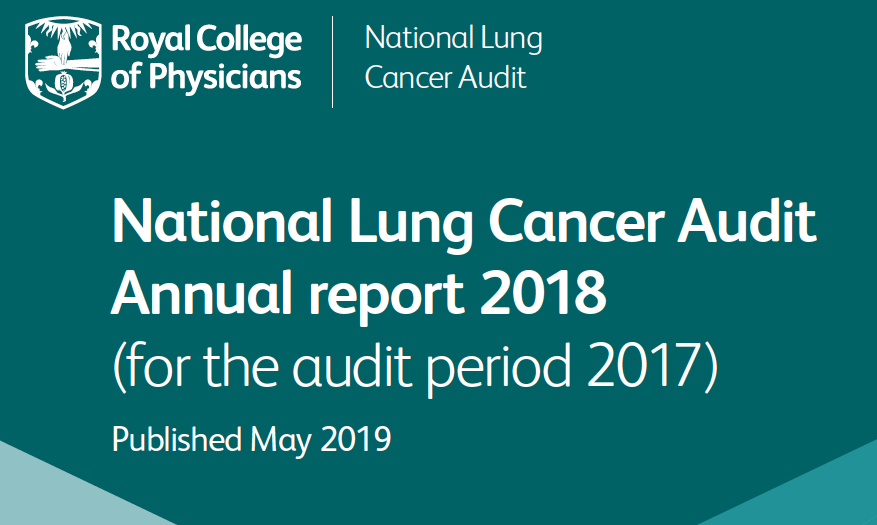 Royal College
of Physicians
National Lung
Cancer Audit
National Lung Cancer Audit
Annual report 2018
(for the audit period 2017)
Published May 2019